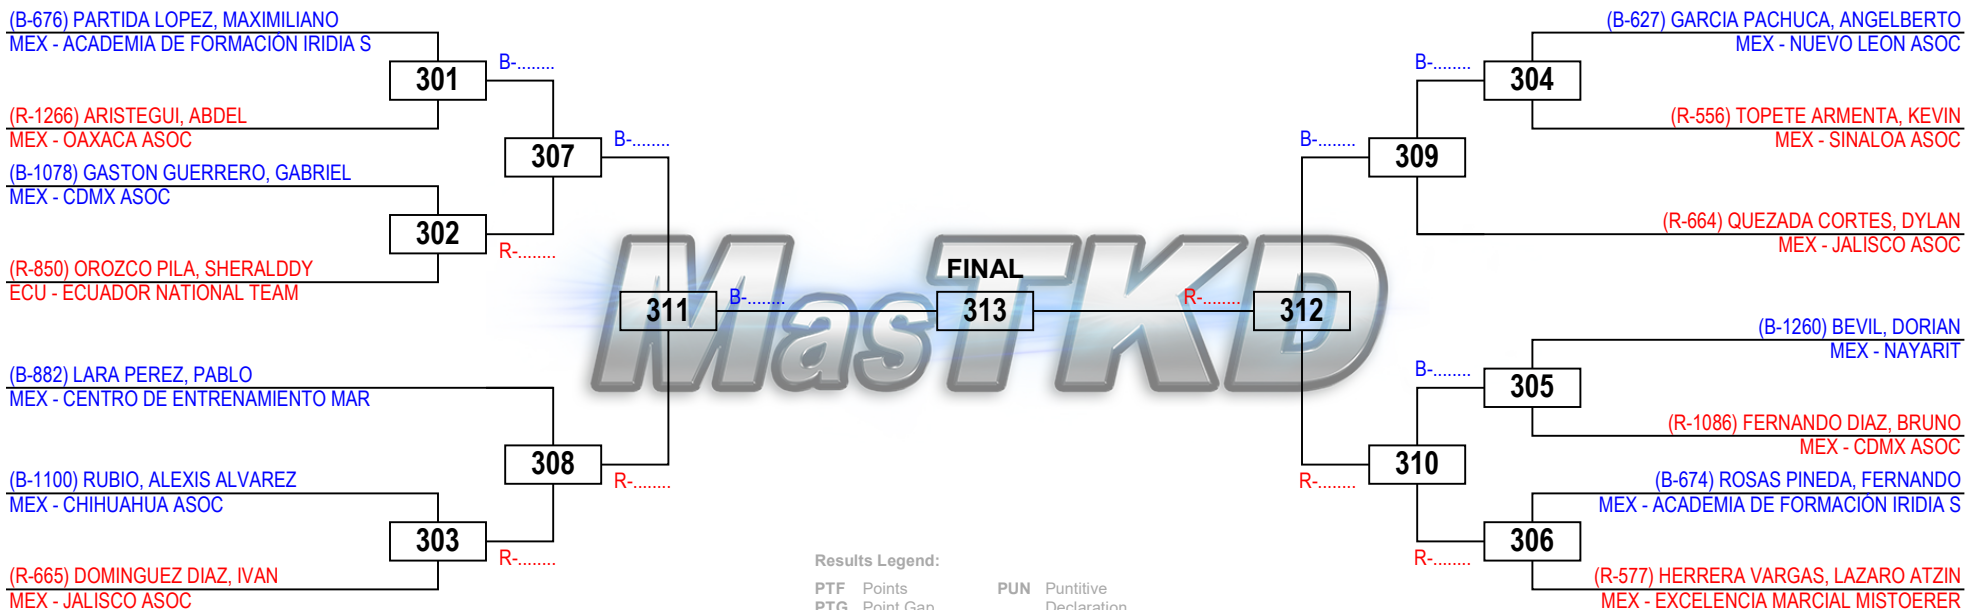 (B-676) PARTIDA LOPEZ, MAXIMILIANO
MEX - ACADEMIA DE FORMACIÓN IRIDIA S
301
B-........
(R-1266) ARISTEGUI, ABDEL
MEX - OAXACA ASOC
307
B-........
(B-1078) GASTON GUERRERO, GABRIEL
MEX - CDMX ASOC
302
R-........
(R-850) OROZCO PILA, SHERALDDY
ECU - ECUADOR NATIONAL TEAM
311
B-........
(B-882) LARA PEREZ, PABLO
MEX - CENTRO DE ENTRENAMIENTO MAR
308
R-........
(B-1100) RUBIO, ALEXIS ALVAREZ
MEX - CHIHUAHUA ASOC
303
R-........
(R-665) DOMINGUEZ DIAZ, IVAN
MEX - JALISCO ASOC
FINAL
313
MasTKD
(B-627) GARCIA PACHUCA, ANGELBERTO
MEX - NUEVO LEON ASOC
B-........
304
(R-556) TOPETE ARMENTA, KEVIN
MEX - SINALOA ASOC
B-........
309
(R-664) QUEZADA CORTES, DYLAN
MEX - JALISCO ASOC
R-........
312
(B-1260) BEVIL, DORIAN
MEX - NAYARIT
B-........
305
(R-1086) FERNANDO DIAZ, BRUNO
MEX - CDMX ASOC
R-........
310
(B-674) ROSAS PINEDA, FERNANDO
MEX - ACADEMIA DE FORMACIÓN IRIDIA S
R-........
306
(R-577) HERRERA VARGAS, LAZARO ATZIN
MEX - EXCELENCIA MARCIAL MISTOERER
Results Legend:
PTF Points PUN Puntitive
PTG Point Gap Declaration